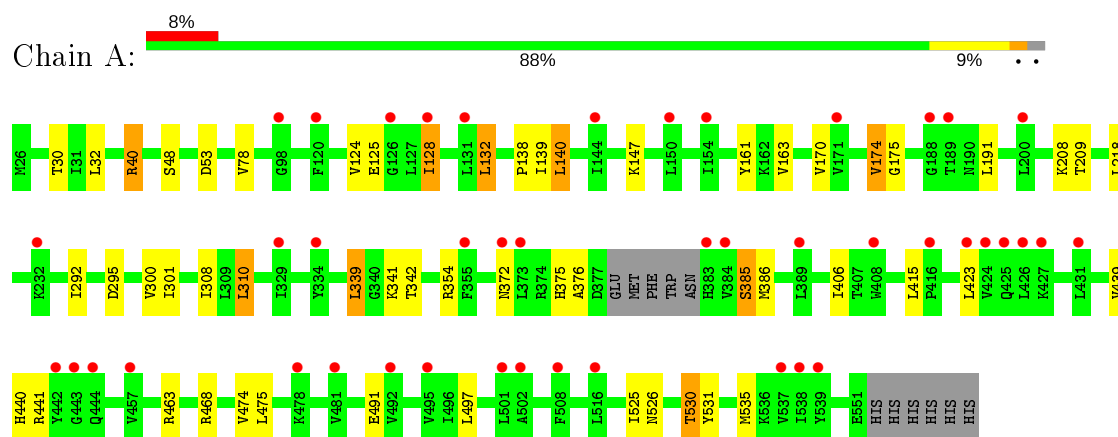 8%
Chain A:
88% 9% • •
M26 T30 I31 L32 R40 S48 D53 V78 G98 F120 V124 E125 G126 L127 I128 L131 L132 P138 I139 L140 I144 K147 L150 I154 Y161 K162 V163 V170 V171 V174 G175 G188 T189 N190 L191 L200 K208 T209
K232 I292 D295 V300 I301 I308 L309 L310 I329 Y334 L339 G340 K341 T342 R354 F355 N372 L373 R374 H375 A376 D377 GLU MET PHE TRP ASN H383 V384 S385 M386 L389 I406 T407 W408 L415 P416 L423 V424 Q425 L426 K427 L431
H440 R441 Y442 G443 Q444 V457 R463 R468 V474 L475 K478 V481 E491 V492 V495 I496 L497 L501 A502 F508 L516 I525 N526 T530 Y531 M535 K536 V537 I538 Y539 E551 HIS HIS HIS HIS HIS HIS